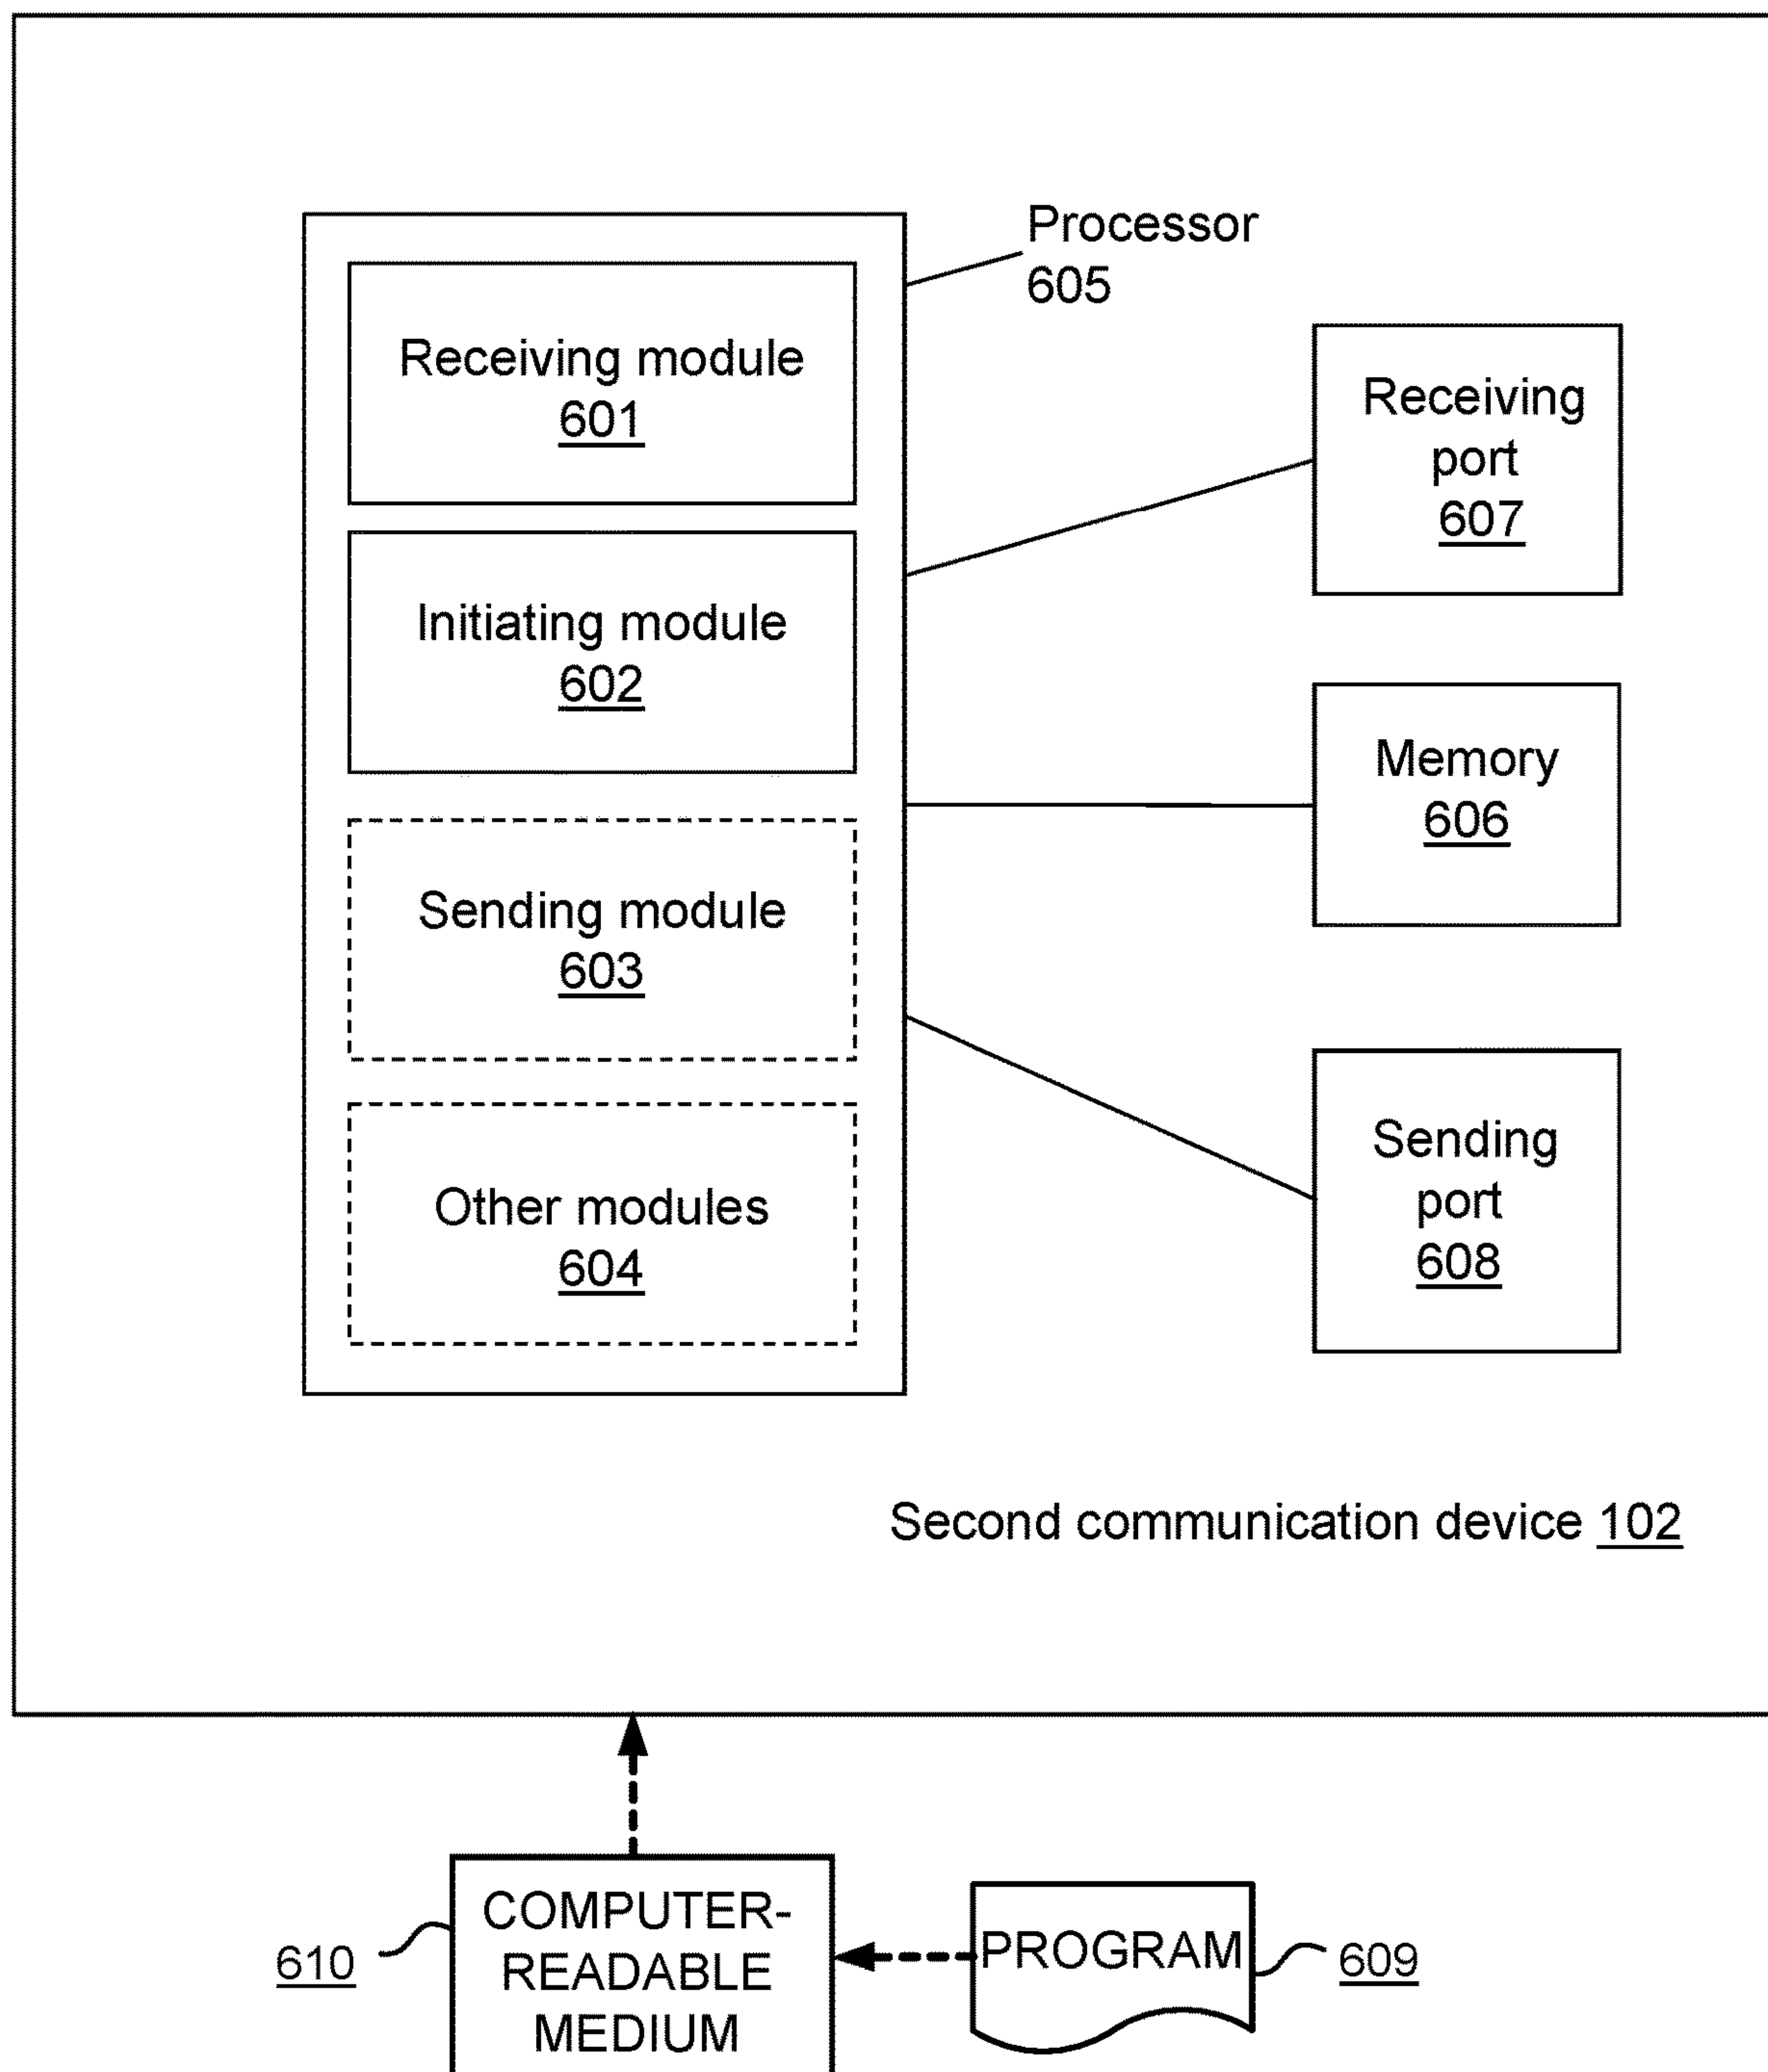 Processor
605
Receiving module
601
Initiating module
602
Sending module
603
Other modules
604
Receiving
port
607
Memory
606
Sending
port
608
Second communication device 102
COMPUTER-
READABLE
MEDIUM
610
PROGRAM
609